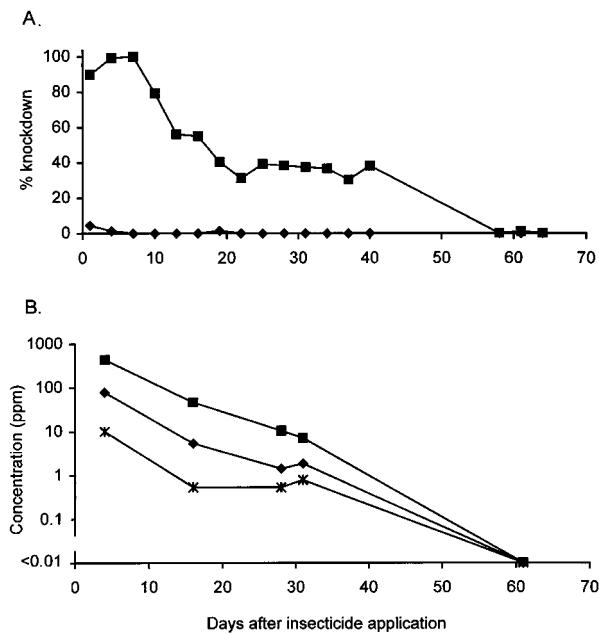 A.
% knockdown
100
80
60
40
20
0
0 10 20 30 40 50 60 70
B.
Concentration (ppm)
1000
100
10
1
0.1
<0.01
0 10 20 30 40 50 60 70
Days after insecticide application